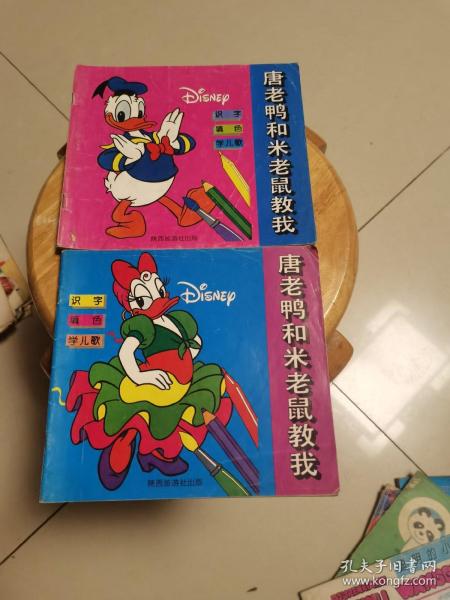 DISNEY
识字
填色
学儿歌
唐老鸭和米老鼠教我
陕西旅游社出版
DISNEY
识字
填色
学儿歌
唐老鸭和米老鼠教我
陕西旅游社出版
的小
孔夫子旧书网
www.kongfz.com